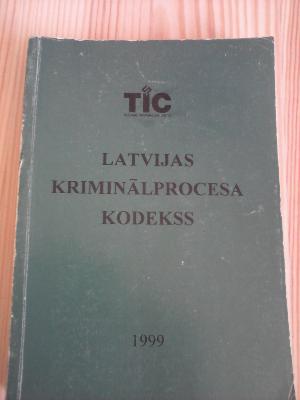 TIC
LATVIJAS
KRIMINĀLPROCESA
KODEKSS
1999